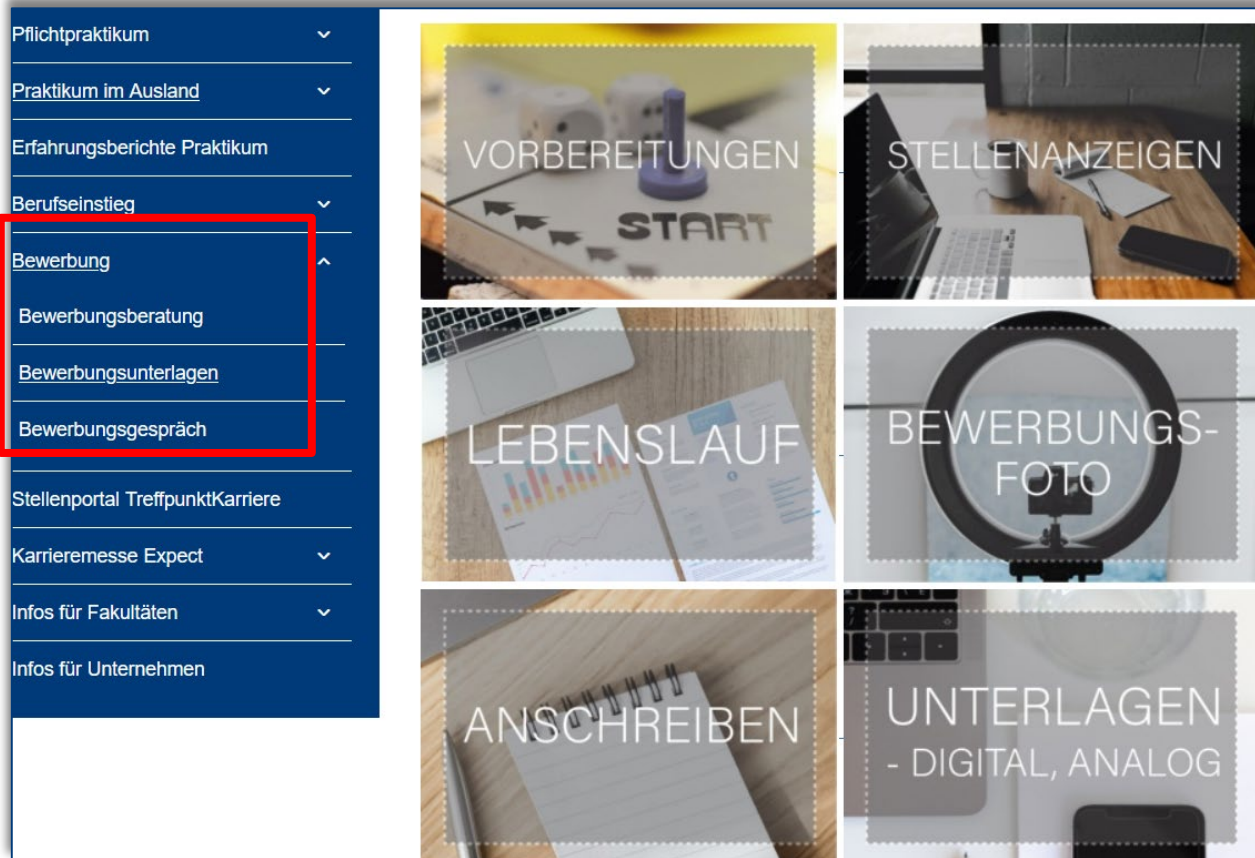 Pflichtpraktikum
Praktikum im Ausland
Erfahrungsberichte Praktikum
Berufseinstieg
Bewerbung
Bewerbungsberatung
Bewerbungsunterlagen
Bewerbungsgespräch
Stellenportal TreffpunktKarriere
Karrieremesse Expect
Infos für Fakultäten
Infos für Unternehmen
VORBEREITUNGEN
START
STELLENANZEIGEN
LEBENSLAUF
BEWERBUNGS-
FOTO
ANSCHREIBEN
UNTERLAGEN
- DIGITAL, ANALOG